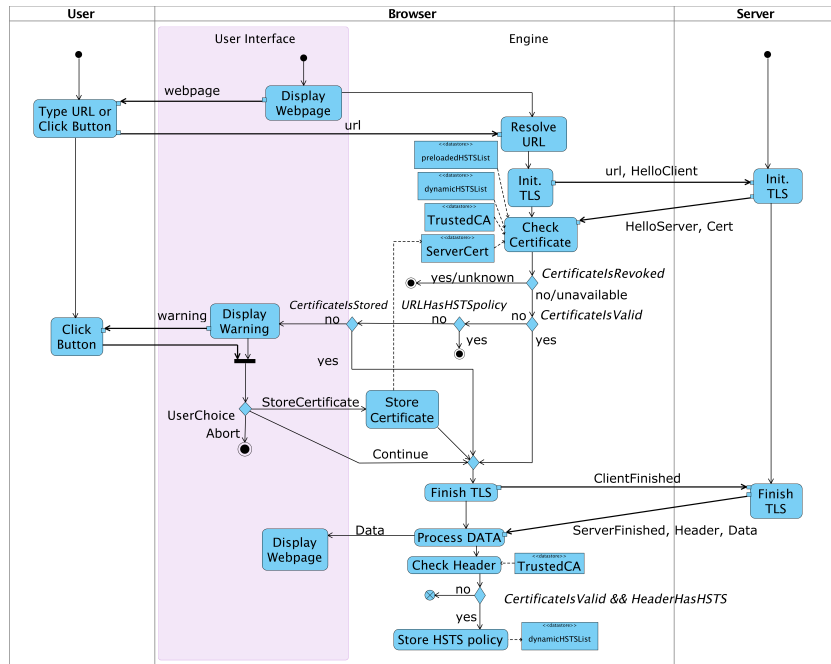 User
Browser
Server
User Interface
Engine
webpage
Display
Webpage
Type URL or
Click Button
url
Resolve
URL
<<datastore>>
preloadedHSTSList
<<datastore>>
dynamicHSTSList
Init.
TLS
url, HelloClient
Init.
TLS
<<datastore>>
TrustedCA
Check
Certificate
HelloServer, Cert
<<datastore>>
ServerCert
yes/unknown
CertificateIsRevoked
no/unavailable
CertificateIsStored
URLHasHSTSpolicy
CertificateIsValid
warning
Display
Warning
no
no
no
Click
Button
yes
yes
yes
StoreCertificate
Store
Certificate
UserChoice
Abort
Continue
Finish TLS
ClientFinished
Finish
TLS
Data
Process DATA
ServerFinished, Header, Data
Display
Webpage
Check Header
<<datastore>>
TrustedCA
no
CertificateIsValid && HeaderHasHSTS
yes
Store HSTS policy
<<datastore>>
dynamicHSTSList